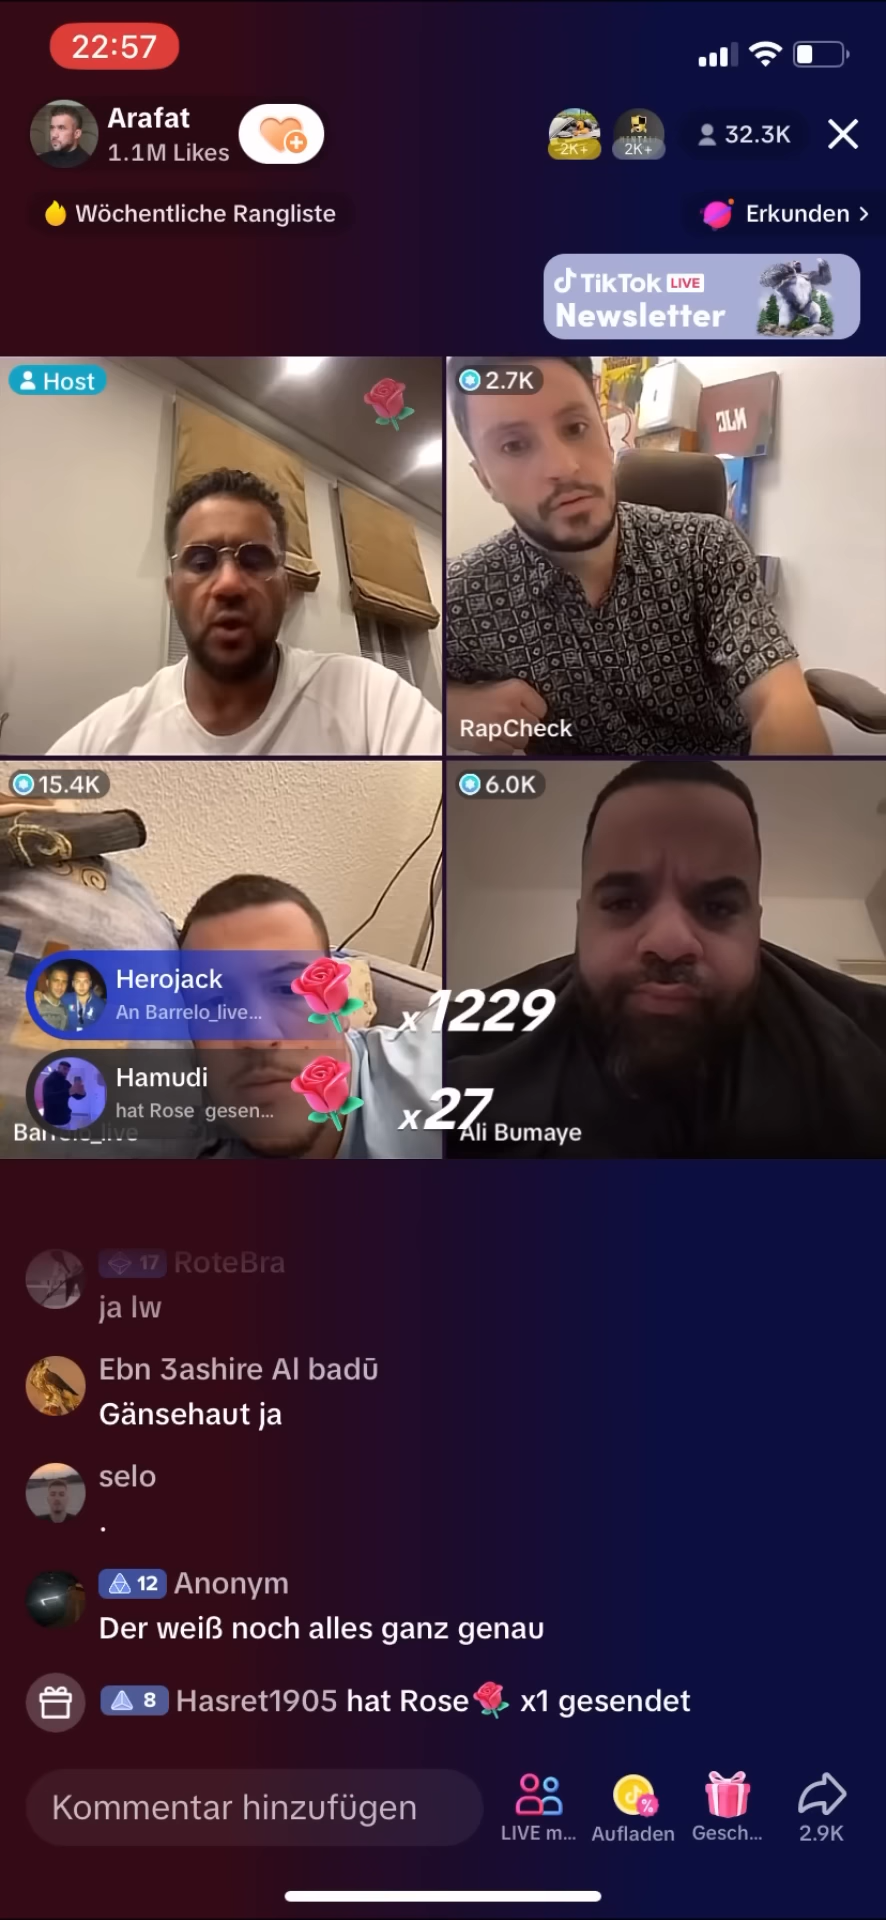 22:57
Arafat
1.1M Likes
2K+
2K+
32.3K
Wöchentliche Rangliste
Erkunden >
TikTok LIVE
Newsletter
Host
2.7K
RapCheck
15.4K
6.0K
Herojack
An Barrelo_live...
x1229
Hamudi
hat Rose gesen...
x27
Barrelo_live
Ali Bumaye
17 RoteBra
ja lw
Ebn 3ashire Al badū
Gänsehaut ja
selo
.
12 Anonym
Der weiß noch alles ganz genau
8 Hasret1905 hat Rose x1 gesendet
Kommentar hinzufügen
LIVE m...
Aufladen
Gesch...
2.9K